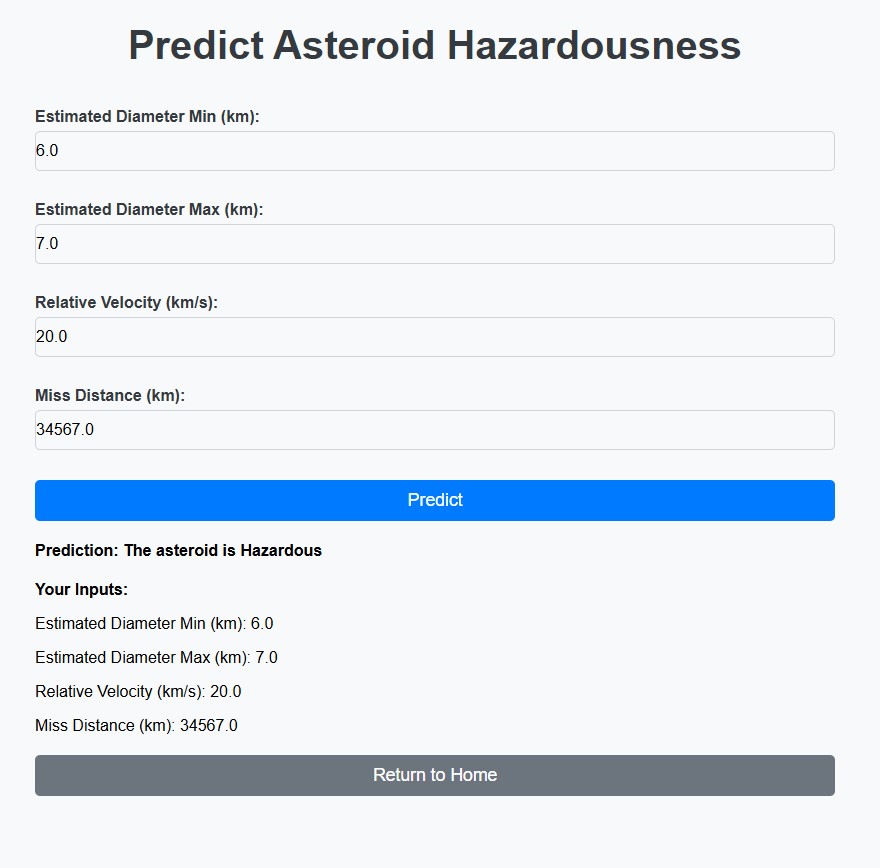 Predict Asteroid Hazardousness
Estimated Diameter Min (km):
6.0
Estimated Diameter Max (km):
7.0
Relative Velocity (km/s):
20.0
Miss Distance (km):
34567.0
Predict
Prediction: The asteroid is Hazardous
Your Inputs:
Estimated Diameter Min (km): 6.0
Estimated Diameter Max (km): 7.0
Relative Velocity (km/s): 20.0
Miss Distance (km): 34567.0
Return to Home